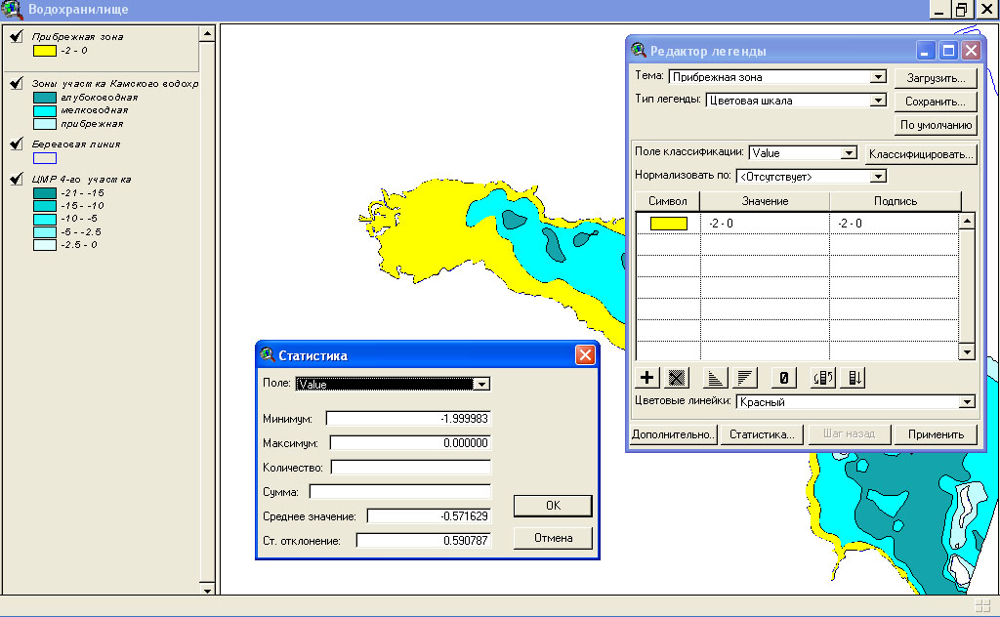 Водохранилище
Прибрежная зона
-2 - 0
Зоны участка Камского водохр
глубоководная
мелководная
прибрежная
Береговая линия
ЦМР 4-го участка
-21 - -15
-15 - -10
-10 - -5
-5 - -2.5
-2.5 - 0
Редактор легенды
Тема: Прибрежная зона
Загрузить...
Тип легенды: Цветовая шкала
Сохранить...
По умолчанию
Поле классификации: Value
Классифицировать...
Нормализовать по: <Отсутствует>
Символ Значение Подпись
-2 - 0 -2 - 0
Цветовые линейки: Красный
Дополнительно.. Статистика... Шаг назад Применить
Статистика
Поле: Value
Минимум: -1.999983
Максимум: 0.000000
Количество:
Сумма:
Среднее значение: -0.571629
Ст. отклонение: 0.590787
OK
Отмена